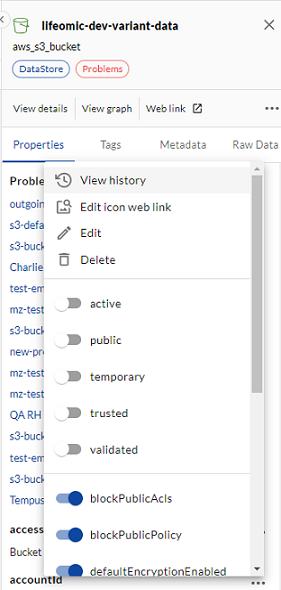 lifeomic-dev-variant-data
aws_s3_bucket
DataStore Problems
View details View graph Web link
Properties Tags Metadata Raw Data
Proble
View history
outgoin
Edit icon web link
s3-defa
s3-buck
Edit
Charlie
Delete
test-em
mz-test
active
s3-buck
new-pro
public
mz-test
temporary
mz-test
QA RH
trusted
s3-buck
validated
test-em
s3-buck
Tempus
blockPublicAcls
access
blockPublicPolicy
Bucket
defaultEncryptionEnabled
accountId